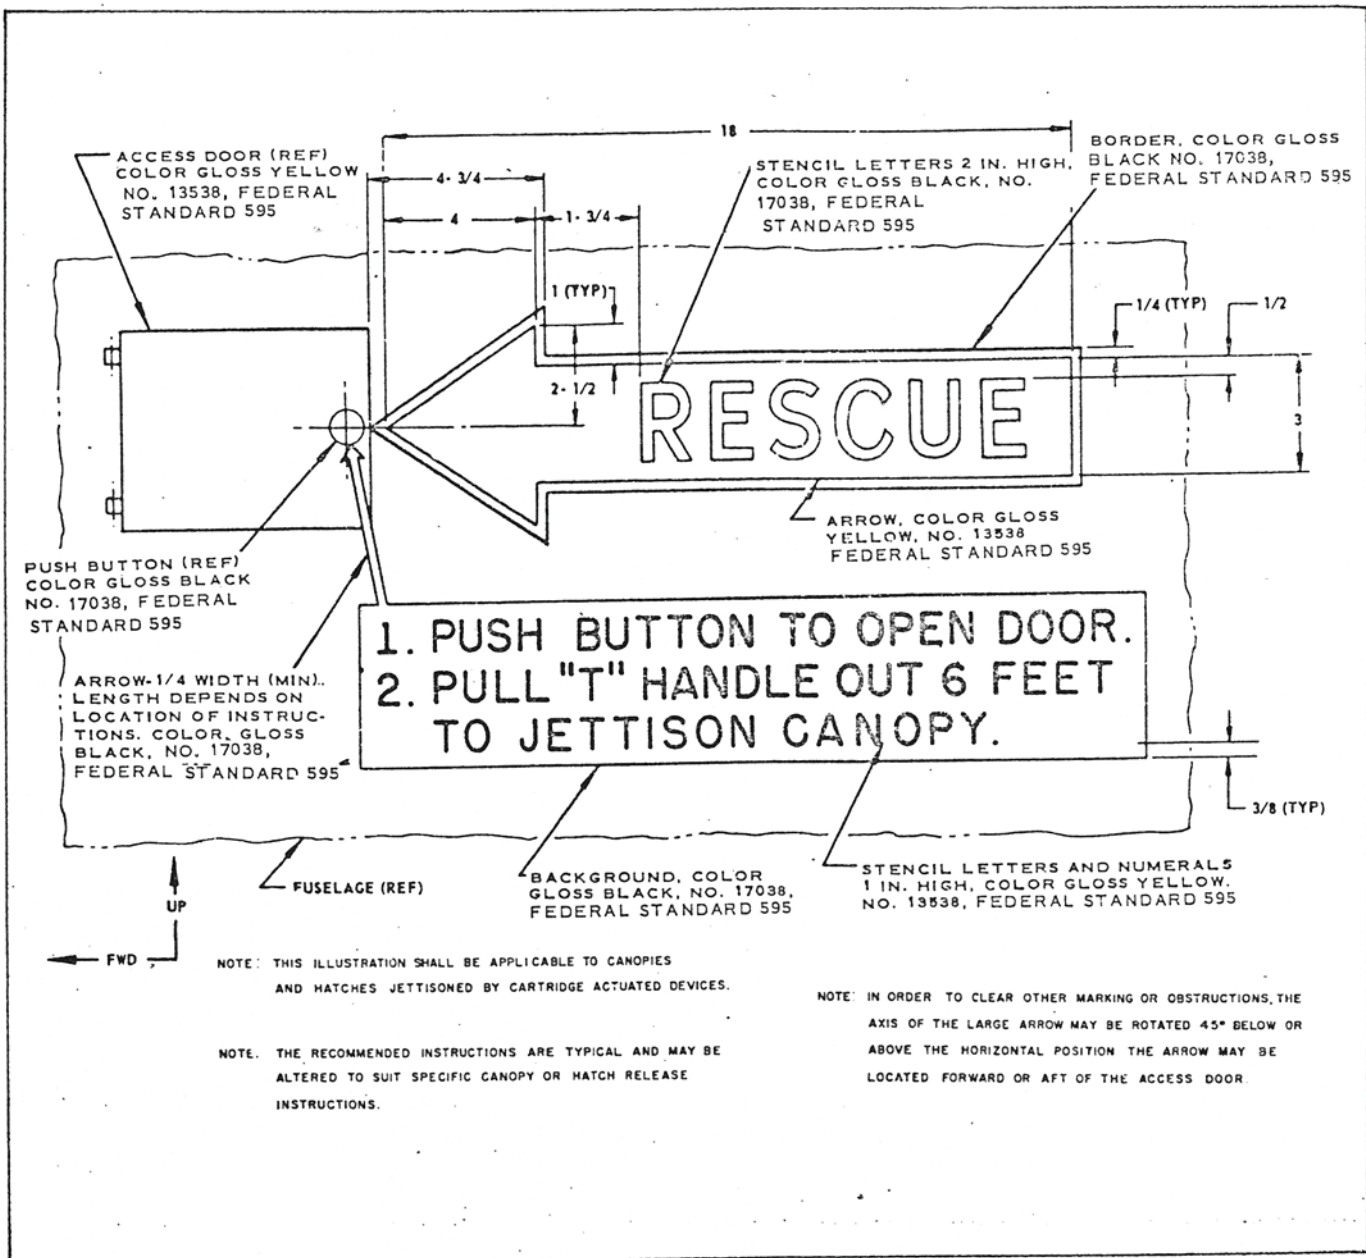 18
ACCESS DOOR (REF)
COLOR GLOSS YELLOW
NO. 13538, FEDERAL
STANDARD 595
4-3/4
4
1-3/4
STENCIL LETTERS 2 IN. HIGH,
COLOR GLOSS BLACK, NO.
17038, FEDERAL
STANDARD 595
BORDER, COLOR GLOSS
BLACK NO. 17038,
FEDERAL STANDARD 595
1 (TYP)
2-1/2
1/4 (TYP)
1/2
3
RESCUE
ARROW, COLOR GLOSS
YELLOW, NO. 13538
FEDERAL STANDARD 595
PUSH BUTTON (REF)
COLOR GLOSS BLACK
NO. 17038, FEDERAL
STANDARD 595
ARROW-1/4 WIDTH (MIN).
LENGTH DEPENDS ON
LOCATION OF INSTRUC-
TIONS. COLOR, GLOSS
BLACK, NO. 17038,
FEDERAL STANDARD 595
1. PUSH BUTTON TO OPEN DOOR.
2. PULL "T" HANDLE OUT 6 FEET
TO JETTISON CANOPY.
3/8 (TYP)
FUSELAGE (REF)
BACKGROUND, COLOR
GLOSS BLACK, NO. 17038,
FEDERAL STANDARD 595
STENCIL LETTERS AND NUMERALS
1 IN. HIGH, COLOR GLOSS YELLOW.
NO. 13538, FEDERAL STANDARD 595
UP
FWD
NOTE: THIS ILLUSTRATION SHALL BE APPLICABLE TO CANOPIES
AND HATCHES JETTISONED BY CARTRIDGE ACTUATED DEVICES.
NOTE. THE RECOMMENDED INSTRUCTIONS ARE TYPICAL AND MAY BE
ALTERED TO SUIT SPECIFIC CANOPY OR HATCH RELEASE
INSTRUCTIONS.
NOTE: IN ORDER TO CLEAR OTHER MARKING OR OBSTRUCTIONS, THE
AXIS OF THE LARGE ARROW MAY BE ROTATED 45° BELOW OR
ABOVE THE HORIZONTAL POSITION THE ARROW MAY BE
LOCATED FORWARD OR AFT OF THE ACCESS DOOR.